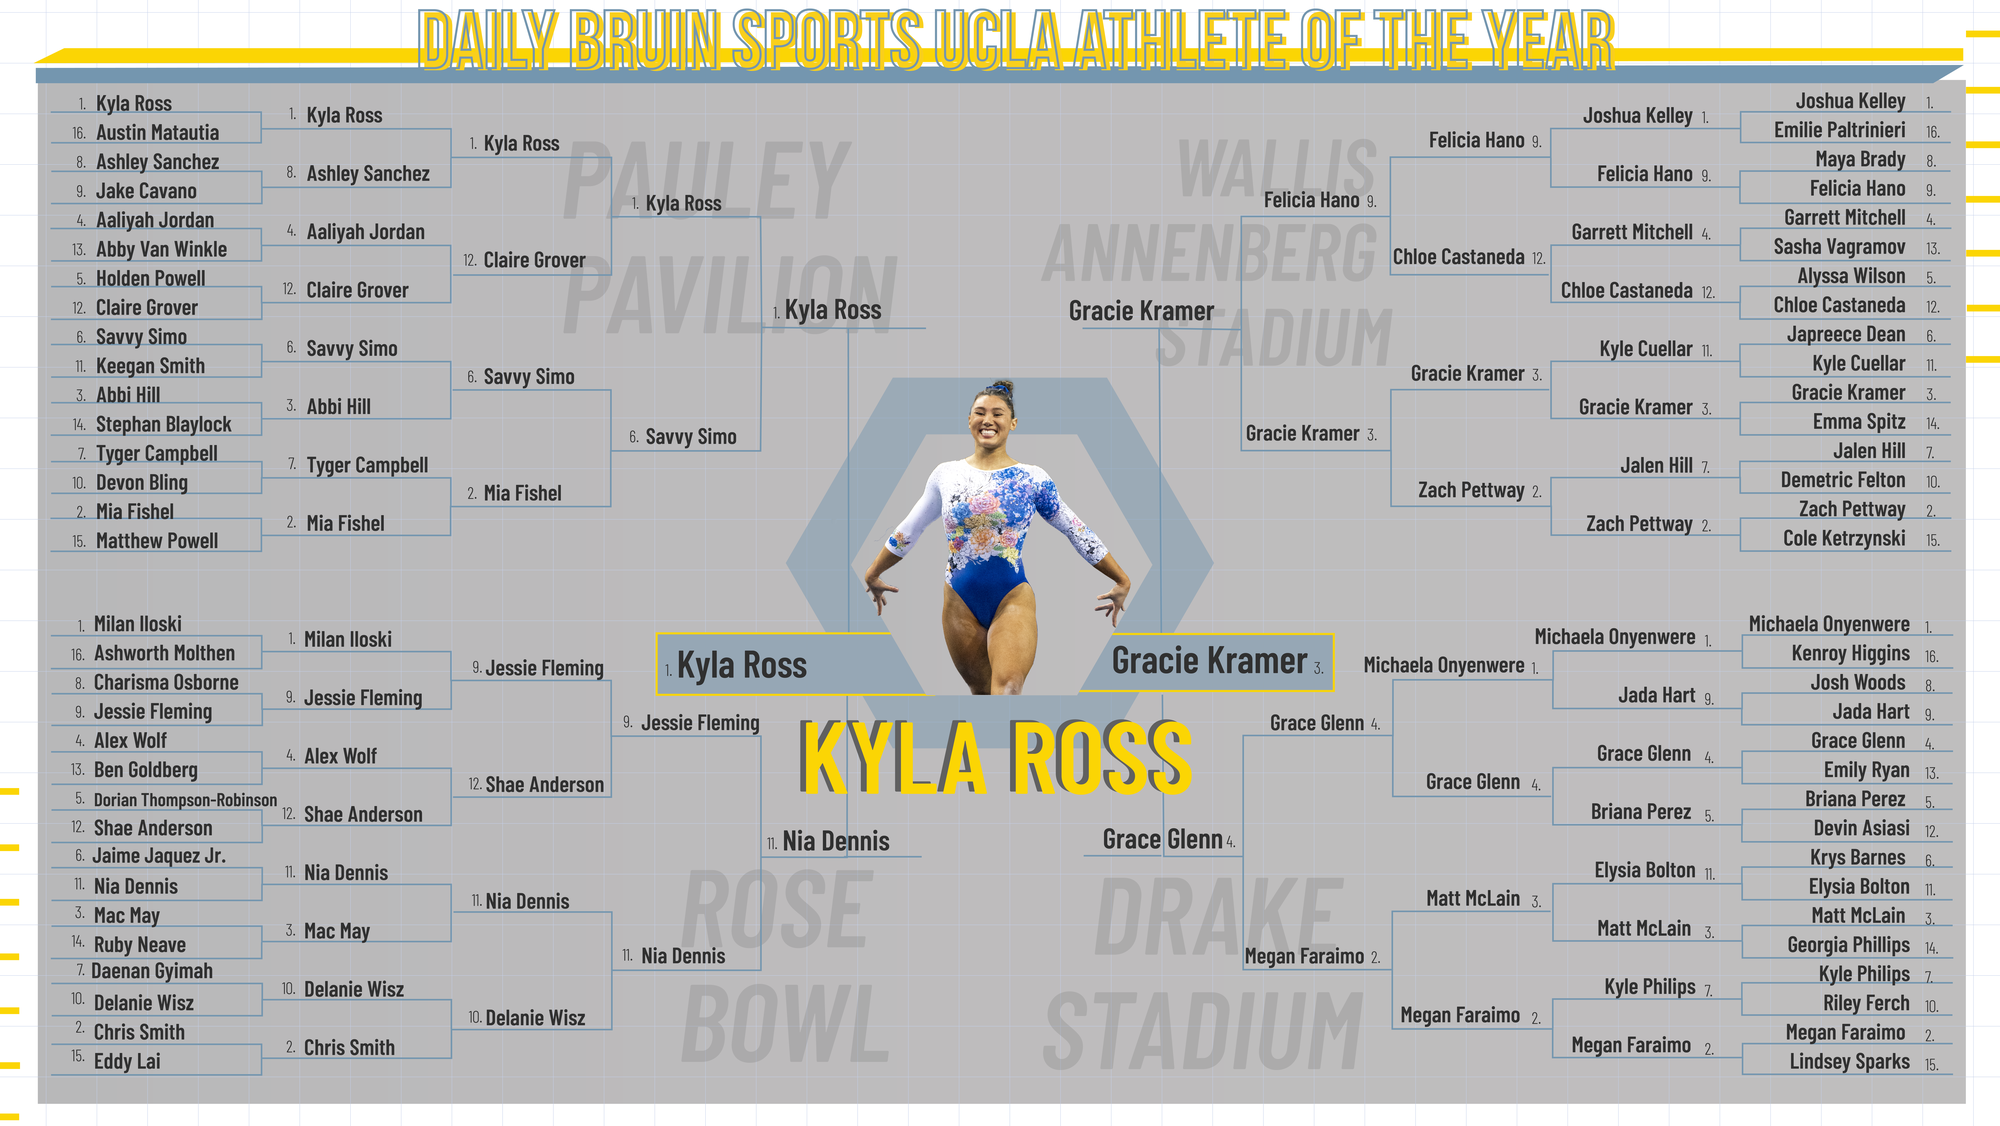 DAILY BRUIN SPORTS UCLA ATHLETE OF THE YEAR
PAULEY
PAVILION
1. Kyla Ross
16. Austin Matautia
8. Ashley Sanchez
9. Jake Cavano
4. Aaliyah Jordan
13. Abby Van Winkle
5. Holden Powell
12. Claire Grover
6. Savvy Simo
11. Keegan Smith
3. Abbi Hill
14. Stephan Blaylock
7. Tyger Campbell
10. Devon Bling
2. Mia Fishel
15. Matthew Powell
1. Kyla Ross
8. Ashley Sanchez
4. Aaliyah Jordan
12. Claire Grover
6. Savvy Simo
3. Abbi Hill
7. Tyger Campbell
2. Mia Fishel
1. Kyla Ross
12. Claire Grover
6. Savvy Simo
2. Mia Fishel
1. Kyla Ross
6. Savvy Simo
1. Kyla Ross
ROSE
BOWL
1. Milan Iloski
16. Ashworth Molthen
8. Charisma Osborne
9. Jessie Fleming
4. Alex Wolf
13. Ben Goldberg
5. Dorian Thompson-Robinson
12. Shae Anderson
6. Jaime Jaquez Jr.
11. Nia Dennis
3. Mac May
14. Ruby Neave
7. Daenan Gyimah
10. Delanie Wisz
2. Chris Smith
15. Eddy Lai
1. Milan Iloski
9. Jessie Fleming
4. Alex Wolf
12. Shae Anderson
11. Nia Dennis
3. Mac May
10. Delanie Wisz
2. Chris Smith
9. Jessie Fleming
12. Shae Anderson
11. Nia Dennis
10. Delanie Wisz
9. Jessie Fleming
11. Nia Dennis
11. Nia Dennis
1. Kyla Ross
Gracie Kramer 3.
KYLA ROSS
WALLIS
ANNENBERG
STADIUM
Gracie Kramer
Felicia Hano 9.
Gracie Kramer 3.
Felicia Hano 9.
Chloe Castaneda 12.
Gracie Kramer 3.
Zach Pettway 2.
Joshua Kelley 1.
Felicia Hano 9.
Garrett Mitchell 4.
Chloe Castaneda 12.
Kyle Cuellar 11.
Gracie Kramer 3.
Jalen Hill 7.
Zach Pettway 2.
Joshua Kelley 1.
Emilie Paltrinieri 16.
Maya Brady 8.
Felicia Hano 9.
Garrett Mitchell 4.
Sasha Vagramov 13.
Alyssa Wilson 5.
Chloe Castaneda 12.
Japreece Dean 6.
Kyle Cuellar 11.
Gracie Kramer 3.
Emma Spitz 14.
Jalen Hill 7.
Demetric Felton 10.
Zach Pettway 2.
Cole Ketrzynski 15.
DRAKE
STADIUM
Grace Glenn 4.
Grace Glenn 4.
Megan Faraimo 2.
Michaela Onyenwere 1.
Grace Glenn 4.
Matt McLain 3.
Megan Faraimo 2.
Michaela Onyenwere 1.
Jada Hart 9.
Grace Glenn 4.
Briana Perez 5.
Elysia Bolton 11.
Matt McLain 3.
Kyle Philips 7.
Megan Faraimo 2.
Michaela Onyenwere 1.
Kenroy Higgins 16.
Josh Woods 8.
Jada Hart 9.
Grace Glenn 4.
Emily Ryan 13.
Briana Perez 5.
Devin Asiasi 12.
Krys Barnes 6.
Elysia Bolton 11.
Matt McLain 3.
Georgia Phillips 14.
Kyle Philips 7.
Riley Ferch 10.
Megan Faraimo 2.
Lindsey Sparks 15.